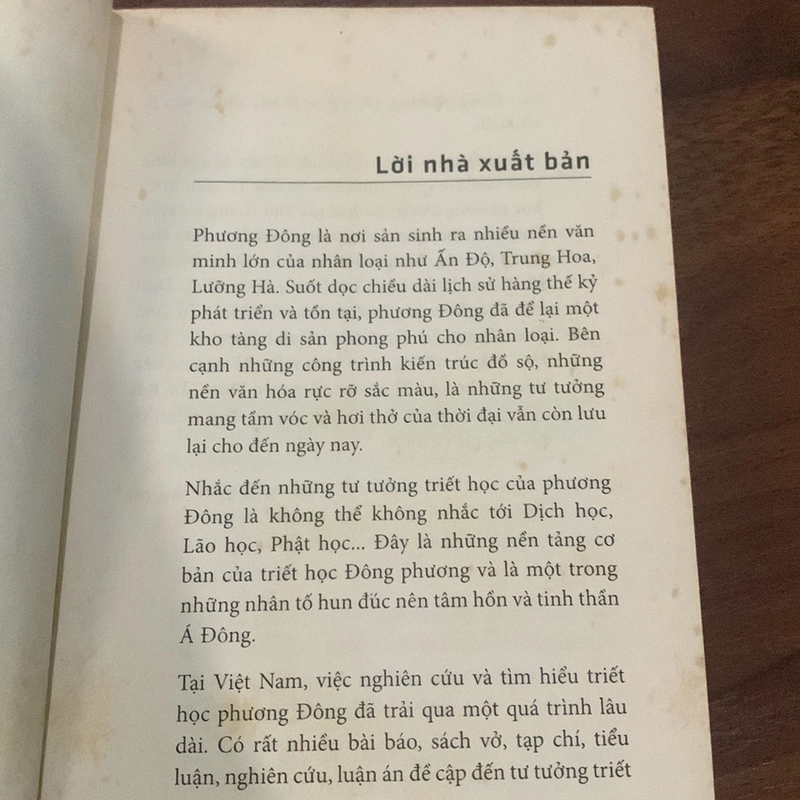 Lời nhà xuất bản
Phương Đông là nơi sản sinh ra nhiều nền văn
minh lớn của nhân loại như Ấn Độ, Trung Hoa,
Lưỡng Hà. Suốt dọc chiều dài lịch sử hàng thế kỷ
phát triển và tồn tại, phương Đông đã để lại một
kho tàng di sản phong phú cho nhân loại. Bên
cạnh những công trình kiến trúc đồ sộ, những
nền văn hóa rực rỡ sắc màu, là những tư tưởng
mang tầm vóc và hơi thở của thời đại vẫn còn lưu
lại cho đến ngày nay.
Nhắc đến những tư tưởng triết học của phương
Đông là không thể không nhắc tới Dịch học,
Lão học, Phật học... Đây là những nền tảng cơ
bản của triết học Đông phương và là một trong
những nhân tố hun đúc nên tâm hồn và tinh thần
Á Đông.
Tại Việt Nam, việc nghiên cứu và tìm hiểu triết
học phương Đông đã trải qua một quá trình lâu
dài. Có rất nhiều bài báo, sách vở, tạp chí, tiểu
luận, nghiên cứu, luận án đề cập đến tư tưởng triết